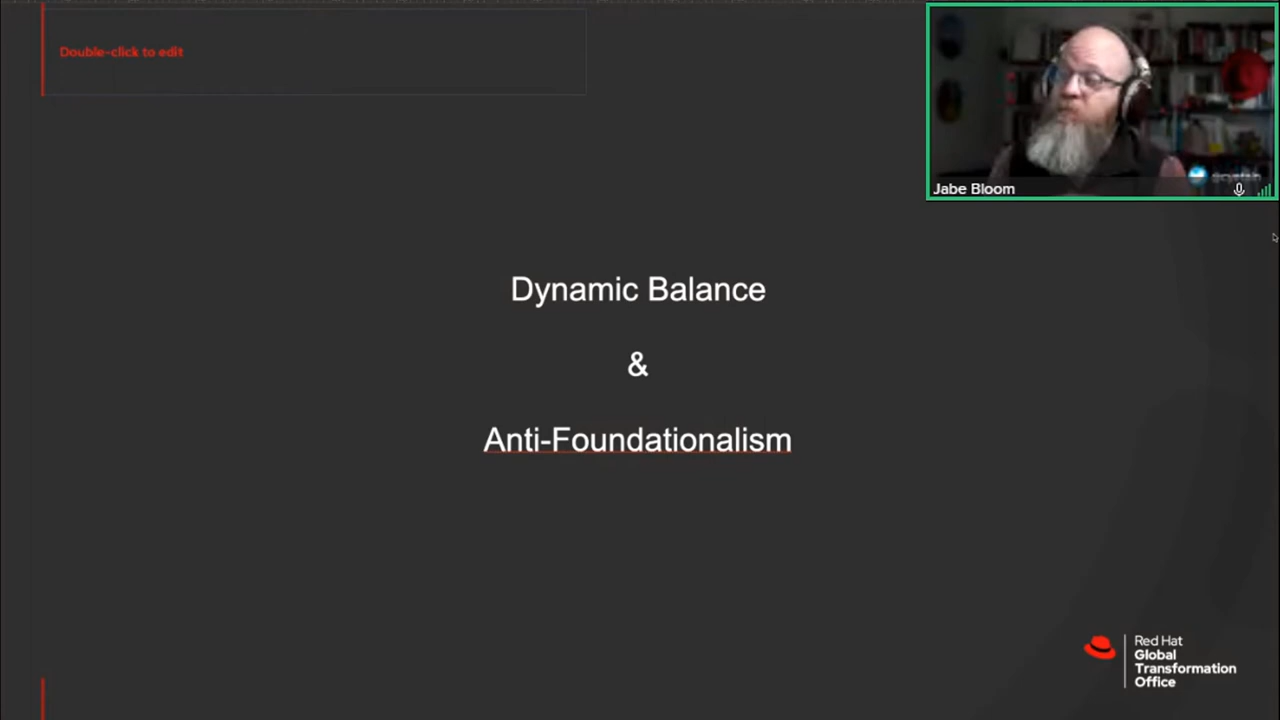 Double-click to edit
Jabe Bloom
Dynamic Balance
&
Anti-Foundationalism
Red Hat
Global
Transformation
Office